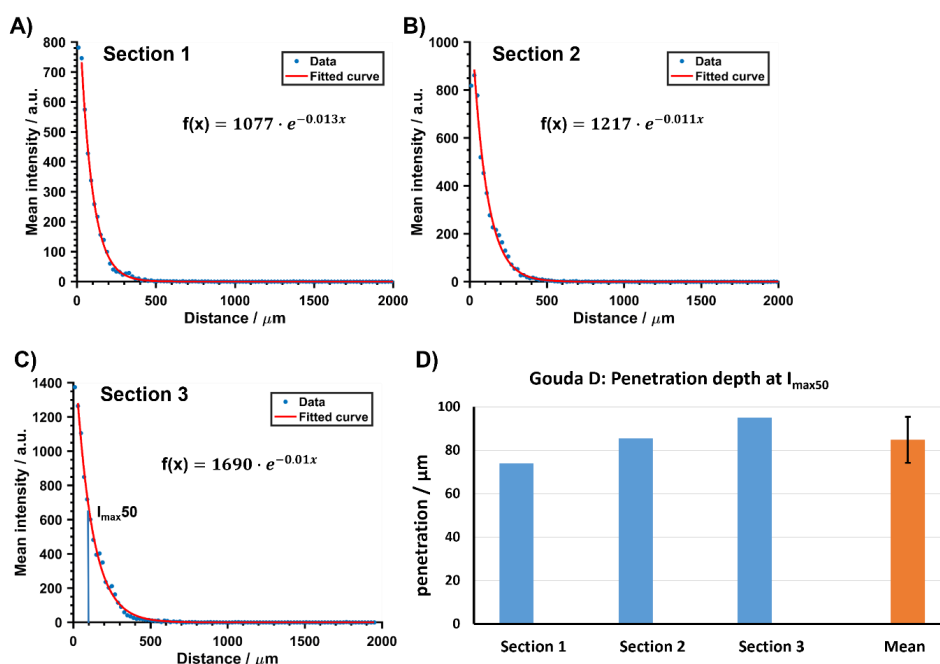 A)
Section 1
Data
Fitted curve
f(x) = 1077 · e^−0.013x
Mean intensity / a.u.
800
700
600
500
400
300
200
100
0
0 500 1000 1500 2000
Distance / μm
B)
Section 2
Data
Fitted curve
f(x) = 1217 · e^−0.011x
Mean intensity / a.u.
1000
800
600
400
200
0
0 500 1000 1500 2000
Distance / μm
C)
Section 3
Data
Fitted curve
f(x) = 1690 · e^−0.01x
Imax50
Mean intensity / a.u.
1400
1200
1000
800
600
400
200
0
0 500 1000 1500 2000
Distance / μm
D)
Gouda D: Penetration depth at Imax50
penetration / μm
100
80
60
40
20
0
Section 1 Section 2 Section 3 Mean